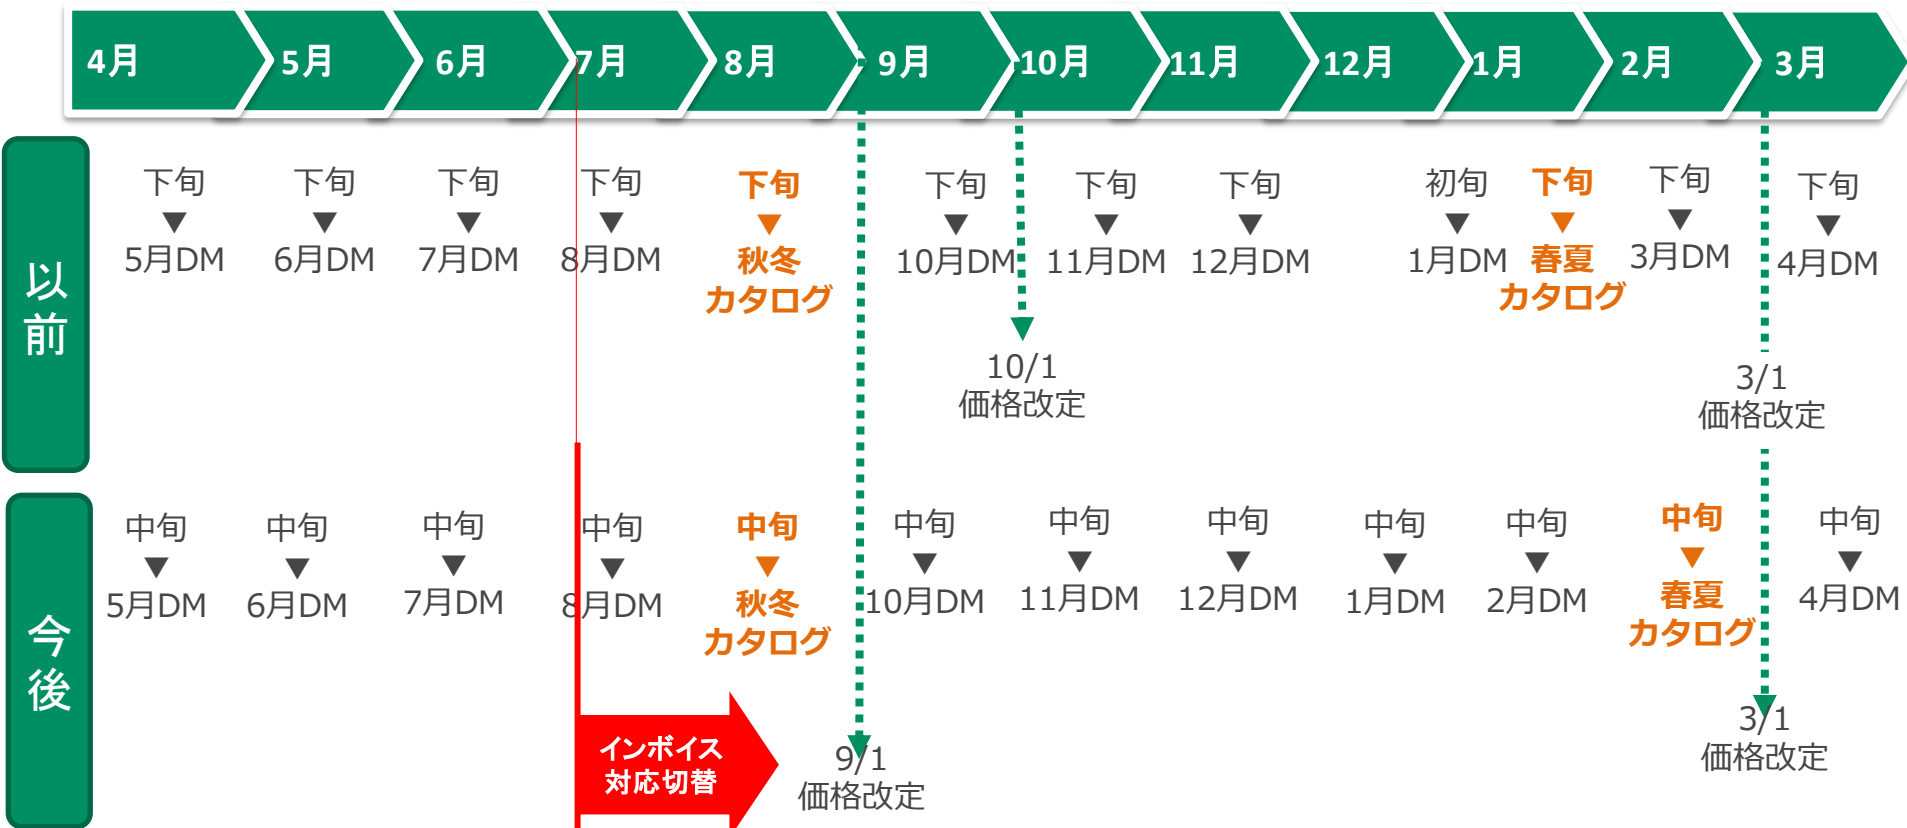 4月 5月 6月 7月 8月 9月 10月 11月 12月 1月 2月 3月
以前
下旬 下旬 下旬 下旬 下旬 下旬 下旬 下旬 初旬 下旬 下旬 下旬
▼ ▼ ▼ ▼ ▼ ▼ ▼ ▼ ▼ ▼ ▼ ▼
5月DM 6月DM 7月DM 8月DM 秋冬 10月DM 11月DM 12月DM 1月DM 春夏 3月DM 4月DM
カタログ カタログ
10/1 3/1
価格改定 価格改定
今後
中旬 中旬 中旬 中旬 中旬 中旬 中旬 中旬 中旬 中旬 中旬 中旬
▼ ▼ ▼ ▼ ▼ ▼ ▼ ▼ ▼ ▼ ▼ ▼
5月DM 6月DM 7月DM 8月DM 秋冬 10月DM 11月DM 12月DM 1月DM 2月DM 春夏 4月DM
カタログ カタログ
インボイス 9/1 3/1
対応切替 価格改定 価格改定